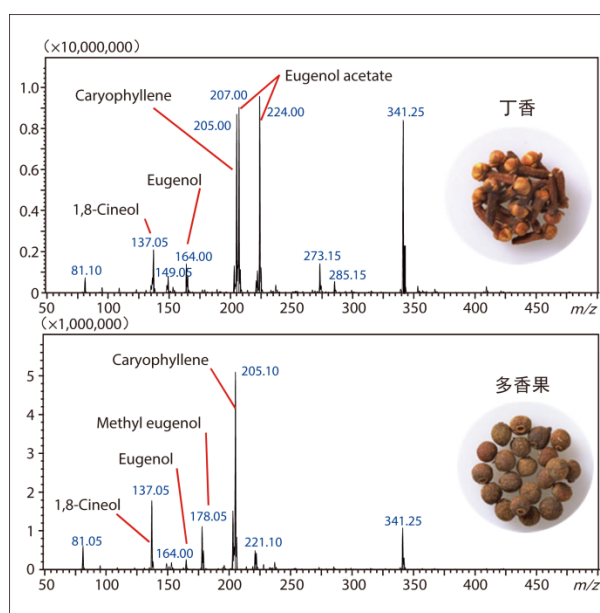 (×10,000,000)
1.0
0.8
0.6
0.4
0.2
0
Caryophyllene
207.00
205.00
Eugenol acetate
224.00
341.25
丁香
Eugenol
1,8-Cineol
137.05
164.00
149.05
81.10
273.15
285.15
50 100 150 200 250 300 350 400 450 m/z
(×1,000,000)
5
4
3
2
1
0
Caryophyllene
205.10
多香果
Methyl eugenol
Eugenol
1,8-Cineol
137.05
178.05
81.05
164.00
221.10
341.25
50 100 150 200 250 300 350 400 450 m/z